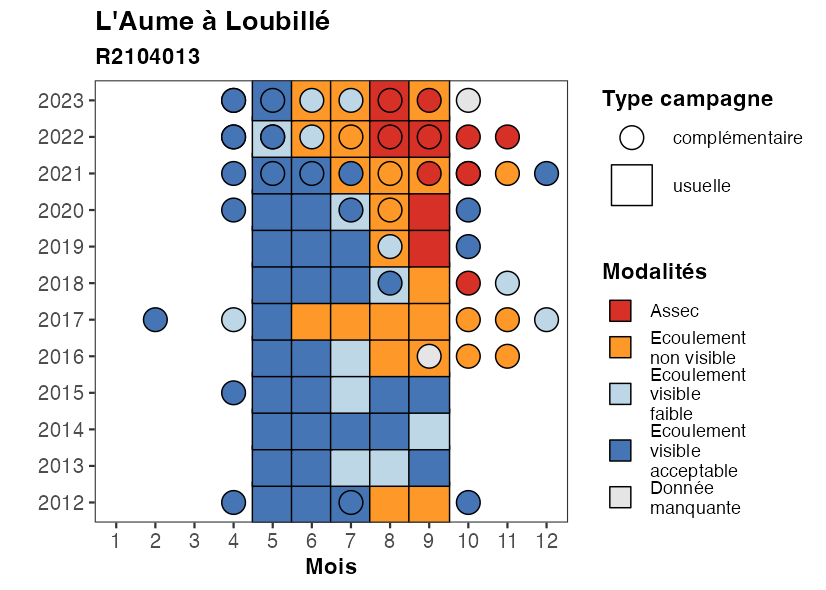 L'Aume à Loubillé
R2104013
2023
2022
2021
2020
2019
2018
2017
2016
2015
2014
2013
2012
1 2 3 4 5 6 7 8 9 10 11 12
Mois
Type campagne
complémentaire
usuelle
Modalités
Assec
Ecoulement
non visible
Ecoulement
visible
faible
Ecoulement
visible
acceptable
Donnée
manquante